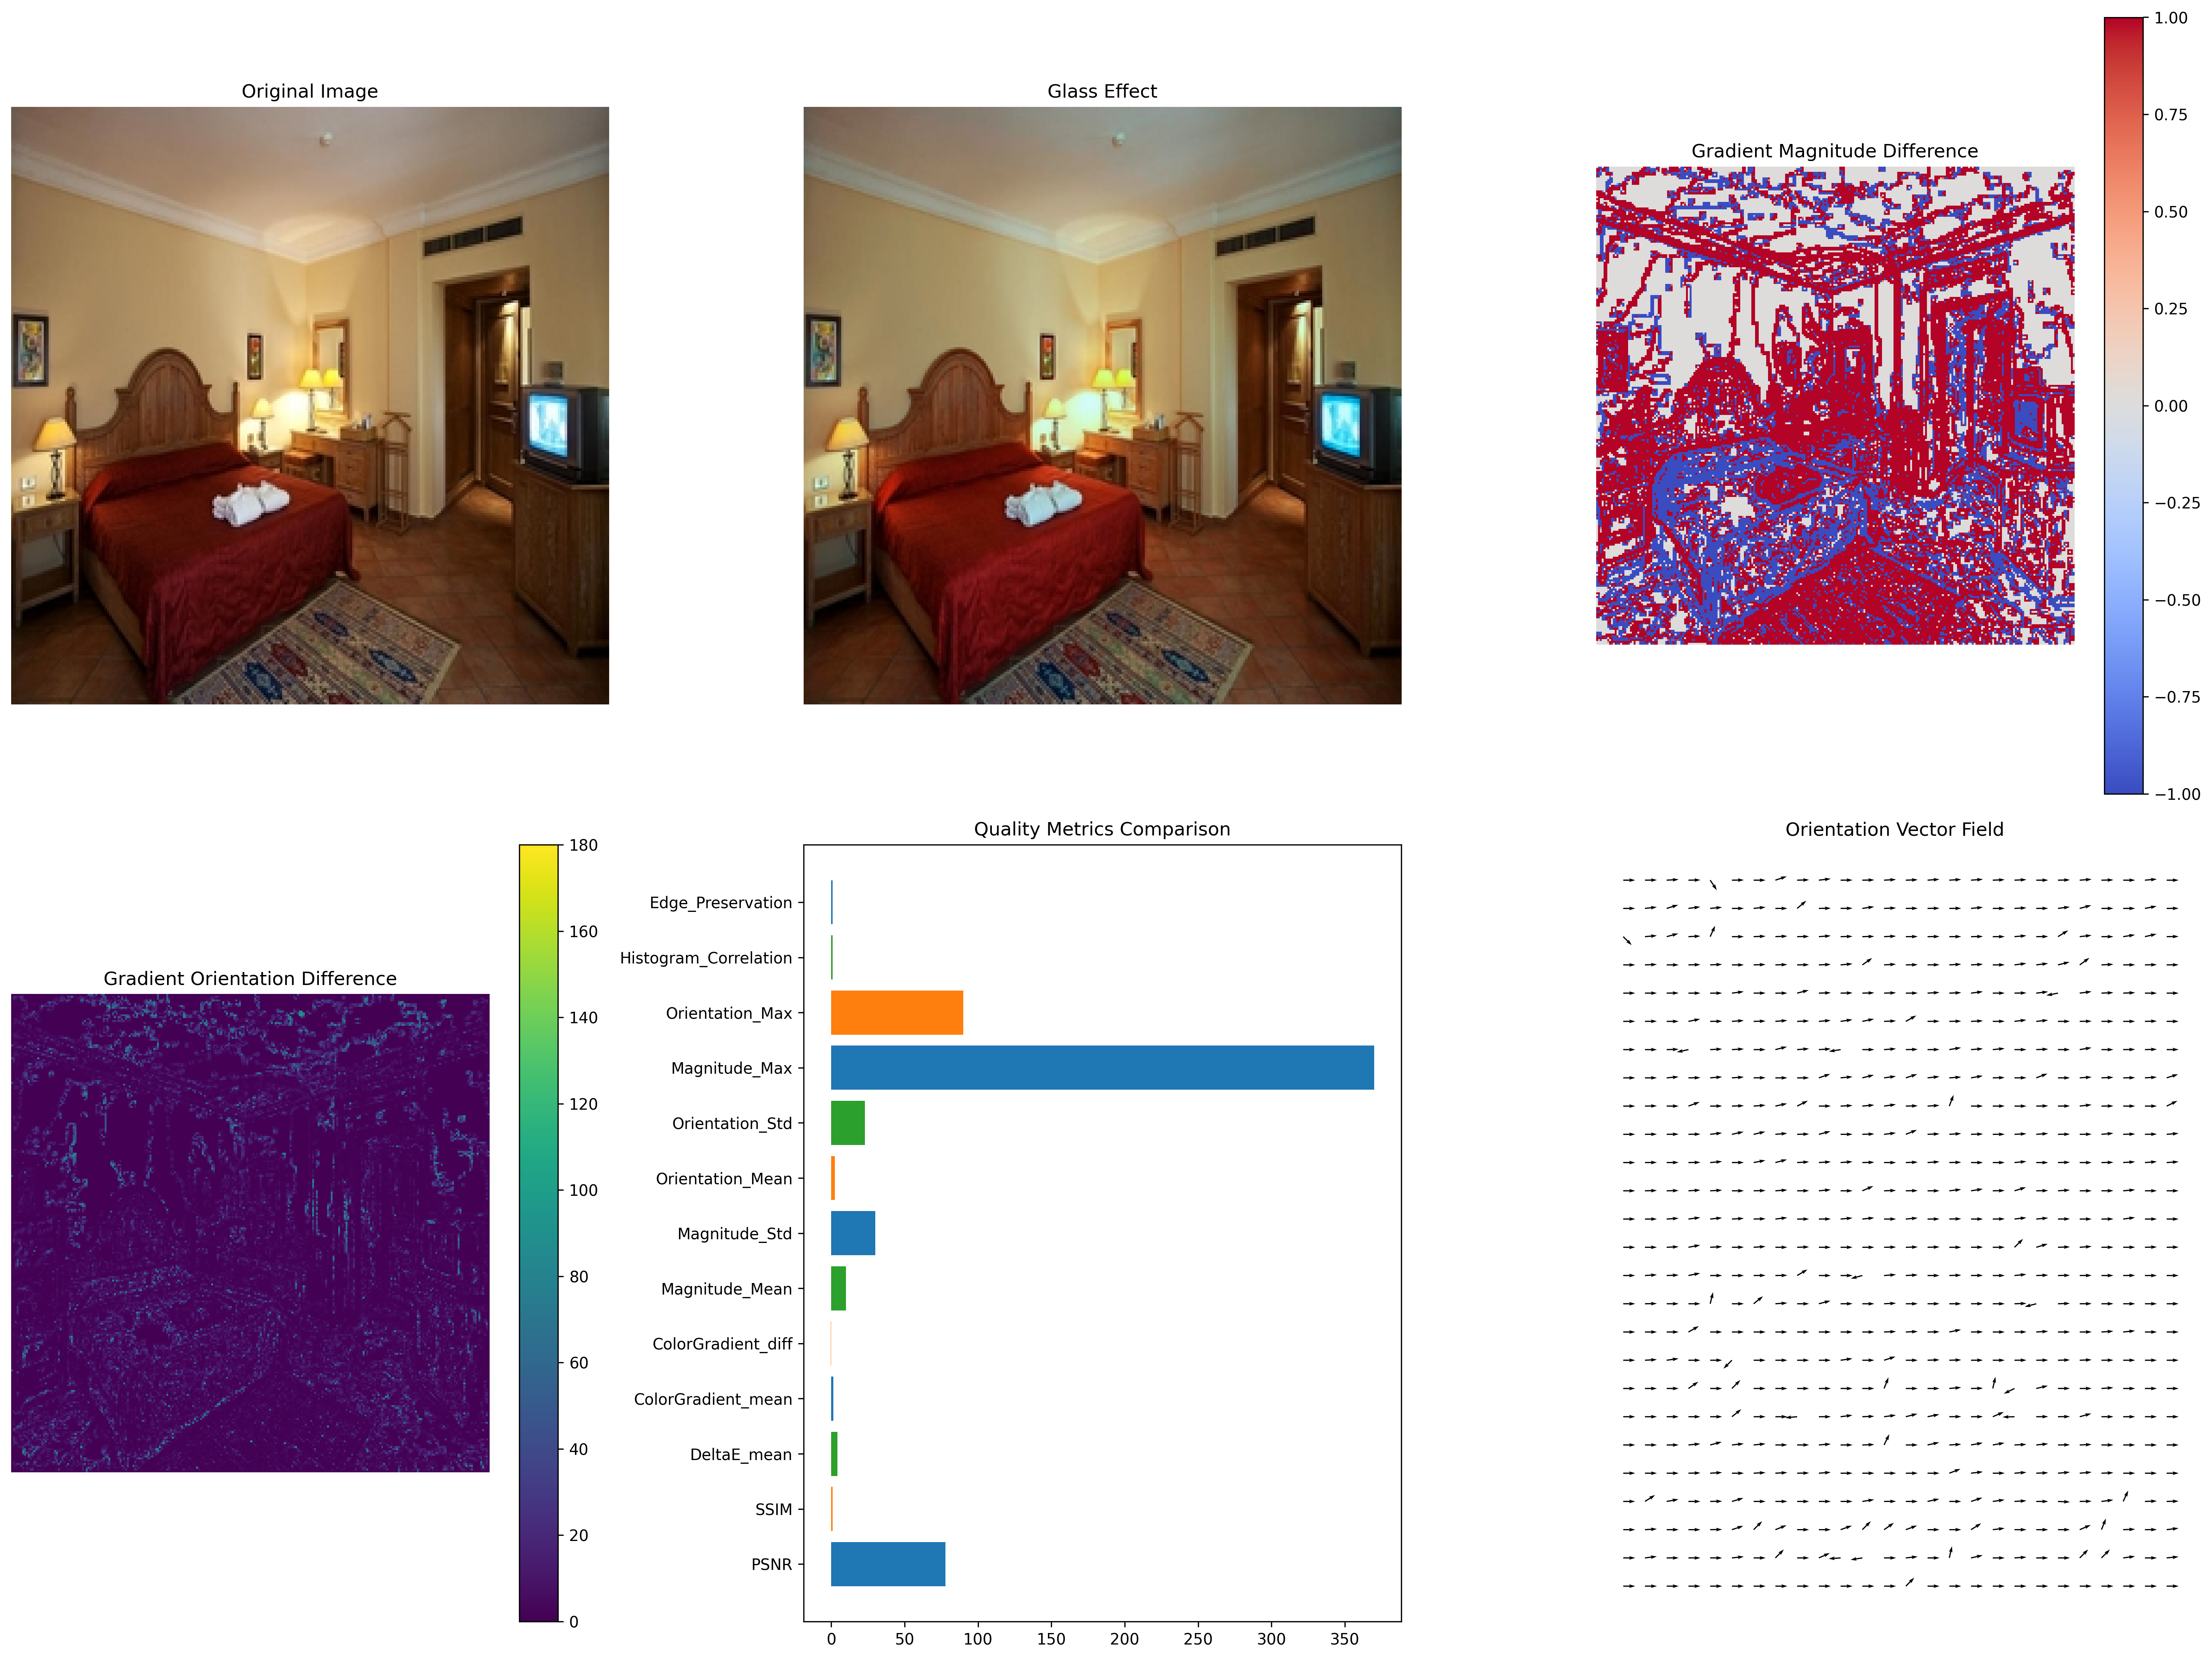 Original Image
Glass Effect
Gradient Magnitude Difference
1.00
0.75
0.50
0.25
0.00
−0.25
−0.50
−0.75
−1.00
Gradient Orientation Difference
180
160
140
120
100
80
60
40
20
0
Quality Metrics Comparison
Edge_Preservation
Histogram_Correlation
Orientation_Max
Magnitude_Max
Orientation_Std
Orientation_Mean
Magnitude_Std
Magnitude_Mean
ColorGradient_diff
ColorGradient_mean
DeltaE_mean
SSIM
PSNR
0 50 100 150 200 250 300 350
Orientation Vector Field